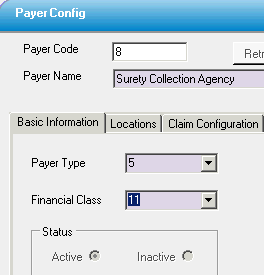 Payer Config
Payer Code 8
Payer Name Surety Collection Agency
Basic Information Locations Claim Configuration
Payer Type 5
Financial Class 11
Status
Active Inactive